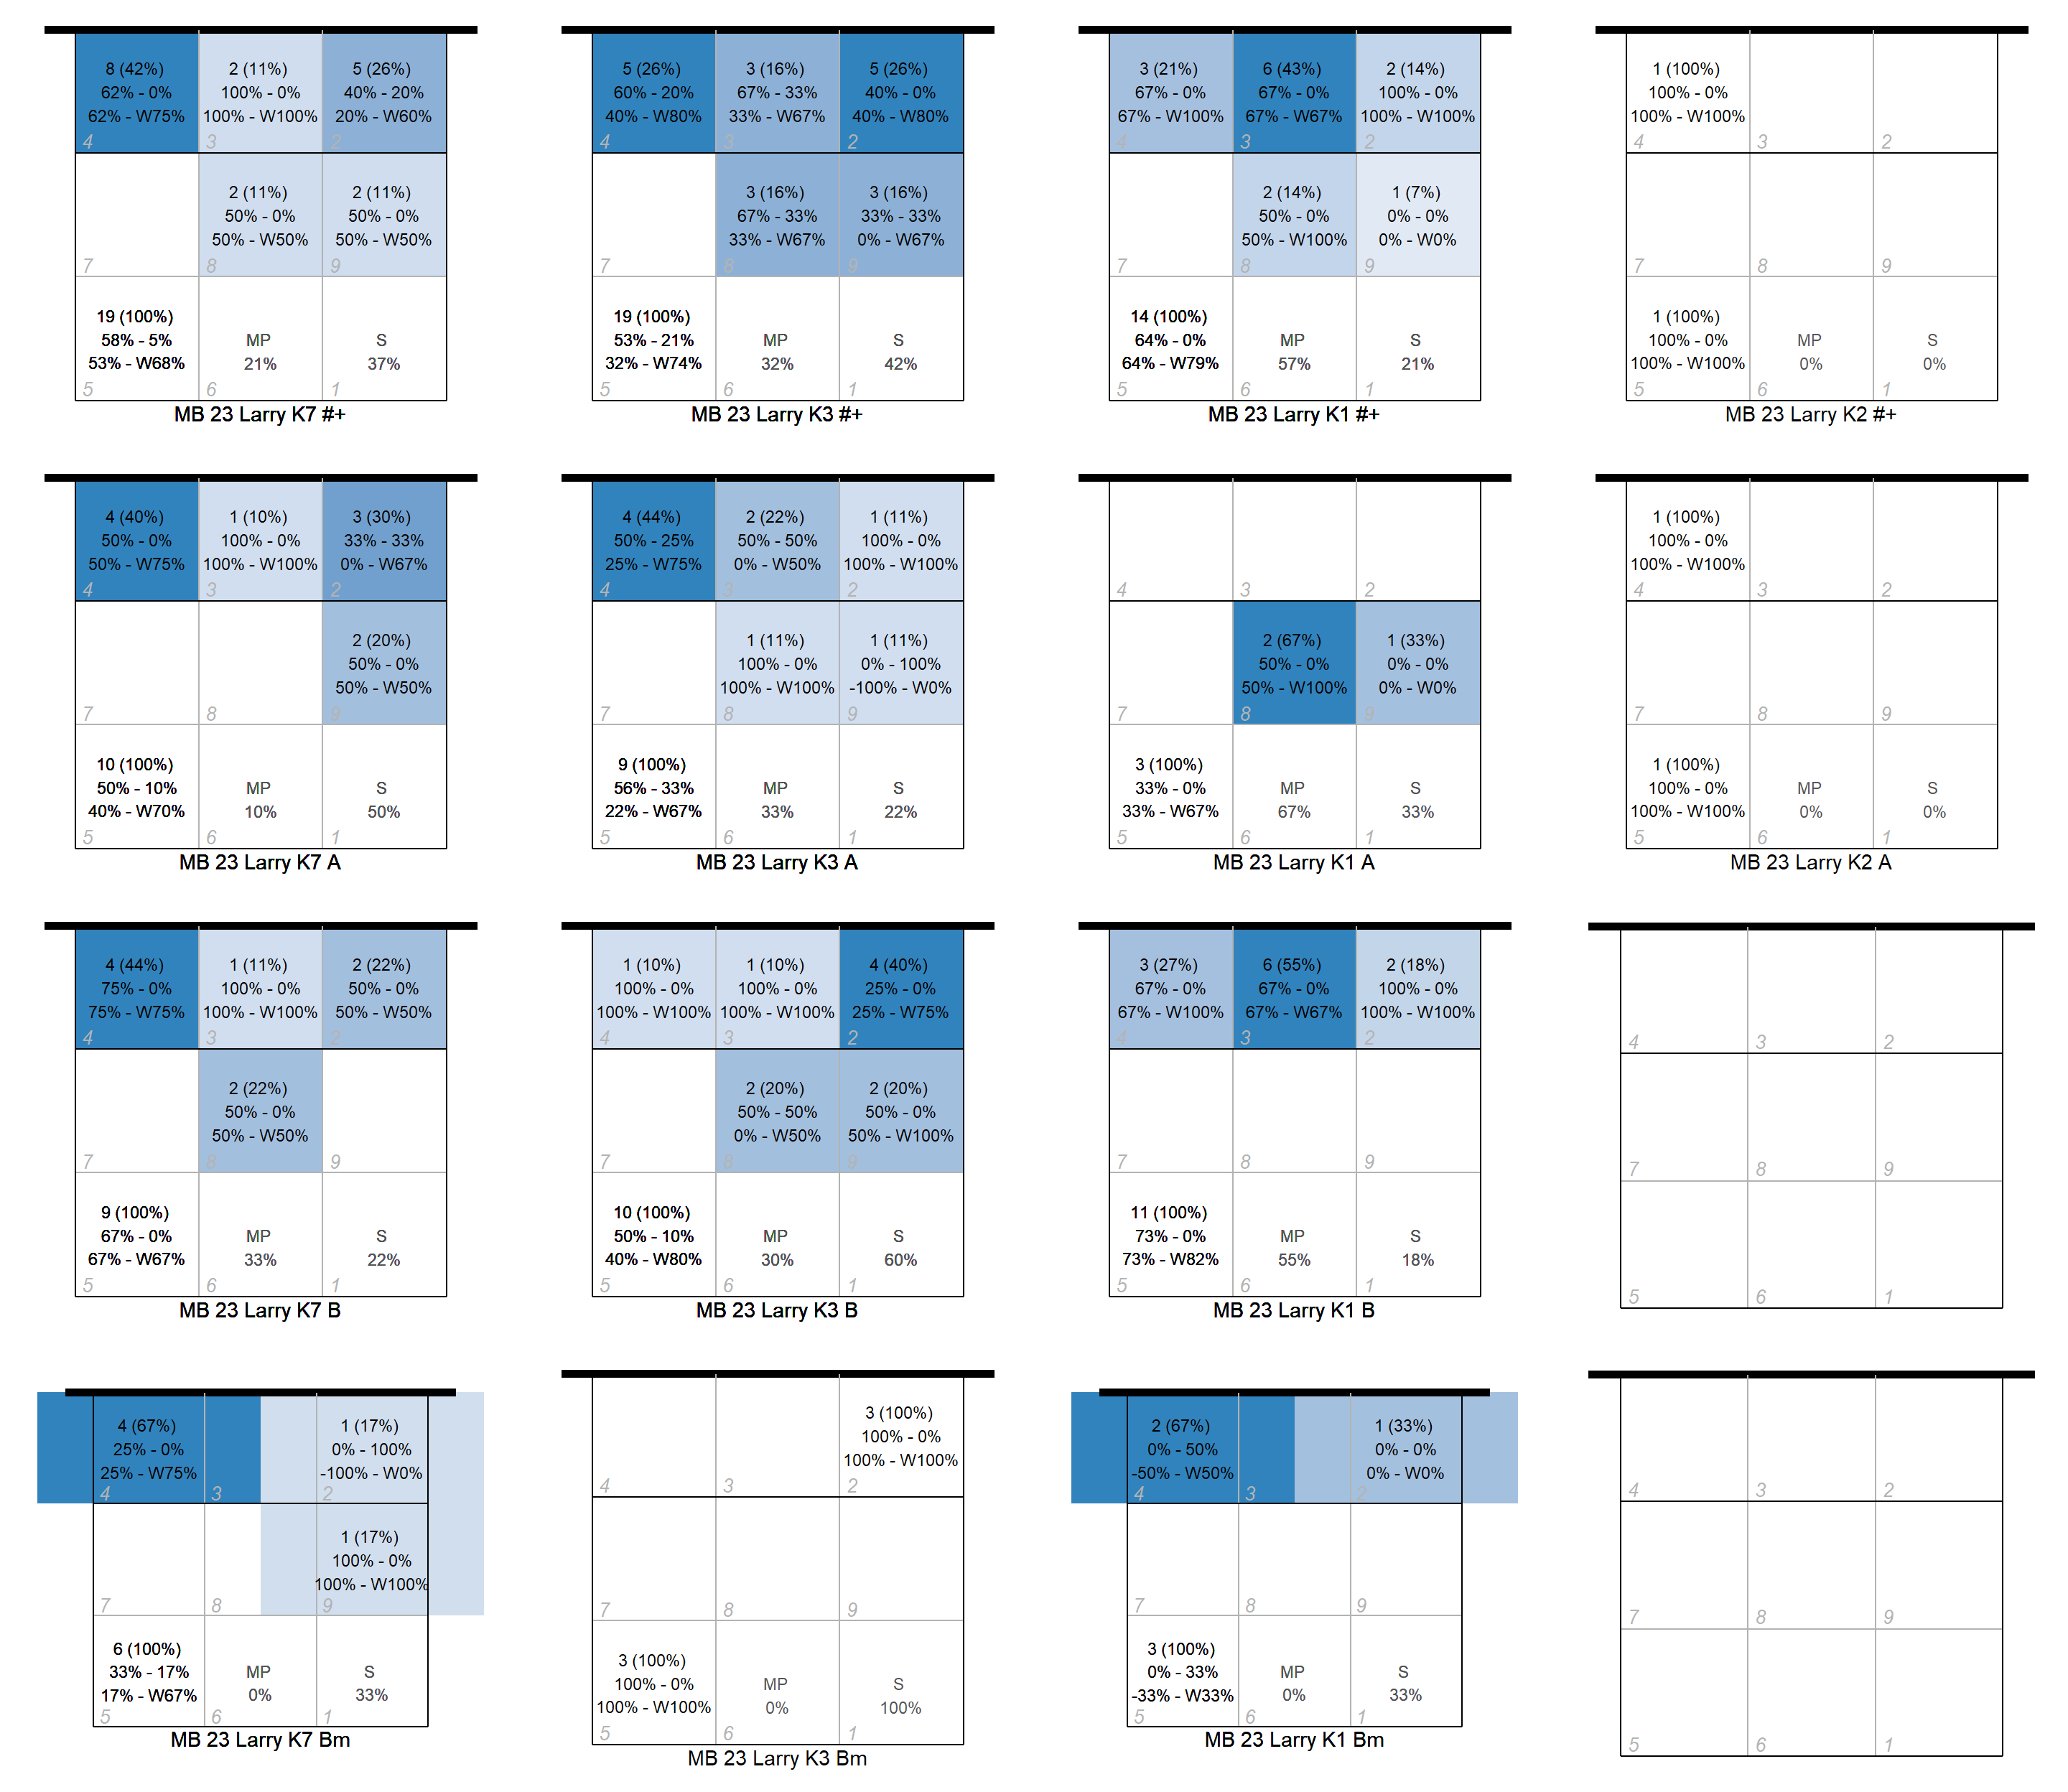 8 (42%)
62% - 0%
62% - W75%
4
2 (11%)
100% - 0%
100% - W100%
3
5 (26%)
40% - 20%
20% - W60%
2
7
2 (11%)
50% - 0%
50% - W50%
8
2 (11%)
50% - 0%
50% - W50%
9
19 (100%)
58% - 5%
53% - W68%
5
MP
21%
6
S
37%
1
MB 23 Larry K7 #+
5 (26%)
60% - 20%
40% - W80%
4
3 (16%)
67% - 33%
33% - W67%
3
5 (26%)
40% - 0%
40% - W80%
2
7
3 (16%)
67% - 33%
33% - W67%
8
3 (16%)
33% - 33%
0% - W67%
9
19 (100%)
53% - 21%
32% - W74%
5
MP
32%
6
S
42%
1
MB 23 Larry K3 #+
3 (21%)
67% - 0%
67% - W100%
4
6 (43%)
67% - 0%
67% - W67%
3
2 (14%)
100% - 0%
100% - W100%
2
7
2 (14%)
50% - 0%
50% - W100%
8
1 (7%)
0% - 0%
0% - W0%
9
14 (100%)
64% - 0%
64% - W79%
5
MP
57%
6
S
21%
1
MB 23 Larry K1 #+
1 (100%)
100% - 0%
100% - W100%
4
3
2
7
8
9
1 (100%)
100% - 0%
100% - W100%
5
MP
0%
6
S
0%
1
MB 23 Larry K2 #+
4 (40%)
50% - 0%
50% - W75%
4
1 (10%)
100% - 0%
100% - W100%
3
3 (30%)
33% - 33%
0% - W67%
2
7
8
2 (20%)
50% - 0%
50% - W50%
9
10 (100%)
50% - 10%
40% - W70%
5
MP
10%
6
S
50%
1
MB 23 Larry K7 A
4 (44%)
50% - 25%
25% - W75%
4
2 (22%)
50% - 50%
0% - W50%
3
1 (11%)
100% - 0%
100% - W100%
2
7
1 (11%)
100% - 0%
100% - W100%
8
1 (11%)
0% - 100%
-100% - W0%
9
9 (100%)
56% - 33%
22% - W67%
5
MP
33%
6
S
22%
1
MB 23 Larry K3 A
4
3
2
7
2 (67%)
50% - 0%
50% - W100%
8
1 (33%)
0% - 0%
0% - W0%
9
3 (100%)
33% - 0%
33% - W67%
5
MP
67%
6
S
33%
1
MB 23 Larry K1 A
1 (100%)
100% - 0%
100% - W100%
4
3
2
7
8
9
1 (100%)
100% - 0%
100% - W100%
5
MP
0%
6
S
0%
1
MB 23 Larry K2 A
4 (44%)
75% - 0%
75% - W75%
4
1 (11%)
100% - 0%
100% - W100%
3
2 (22%)
50% - 0%
50% - W50%
2
7
2 (22%)
50% - 0%
50% - W50%
8
9
9 (100%)
67% - 0%
67% - W67%
5
MP
33%
6
S
22%
1
MB 23 Larry K7 B
1 (10%)
100% - 0%
100% - W100%
4
1 (10%)
100% - 0%
100% - W100%
3
4 (40%)
25% - 0%
25% - W75%
2
7
2 (20%)
50% - 50%
0% - W50%
8
2 (20%)
50% - 0%
50% - W100%
9
10 (100%)
50% - 10%
40% - W80%
5
MP
30%
6
S
60%
1
MB 23 Larry K3 B
3 (27%)
67% - 0%
67% - W100%
4
6 (55%)
67% - 0%
67% - W67%
3
2 (18%)
100% - 0%
100% - W100%
2
7
8
9
11 (100%)
73% - 0%
73% - W82%
5
MP
55%
6
S
18%
1
MB 23 Larry K1 B
4
3
2
7
8
9
5
6
1
4 (67%)
25% - 0%
25% - W75%
4
3
1 (17%)
0% - 100%
-100% - W0%
2
7
8
1 (17%)
100% - 0%
100% - W100%
9
6 (100%)
33% - 17%
17% - W67%
5
MP
0%
6
S
33%
1
MB 23 Larry K7 Bm
4
3
3 (100%)
100% - 0%
100% - W100%
2
7
8
9
3 (100%)
100% - 0%
100% - W100%
5
MP
0%
6
S
100%
1
MB 23 Larry K3 Bm
2 (67%)
0% - 50%
-50% - W50%
4
3
1 (33%)
0% - 0%
0% - W0%
2
7
8
9
3 (100%)
0% - 33%
-33% - W33%
5
MP
0%
6
S
33%
1
MB 23 Larry K1 Bm
4
3
2
7
8
9
5
6
1